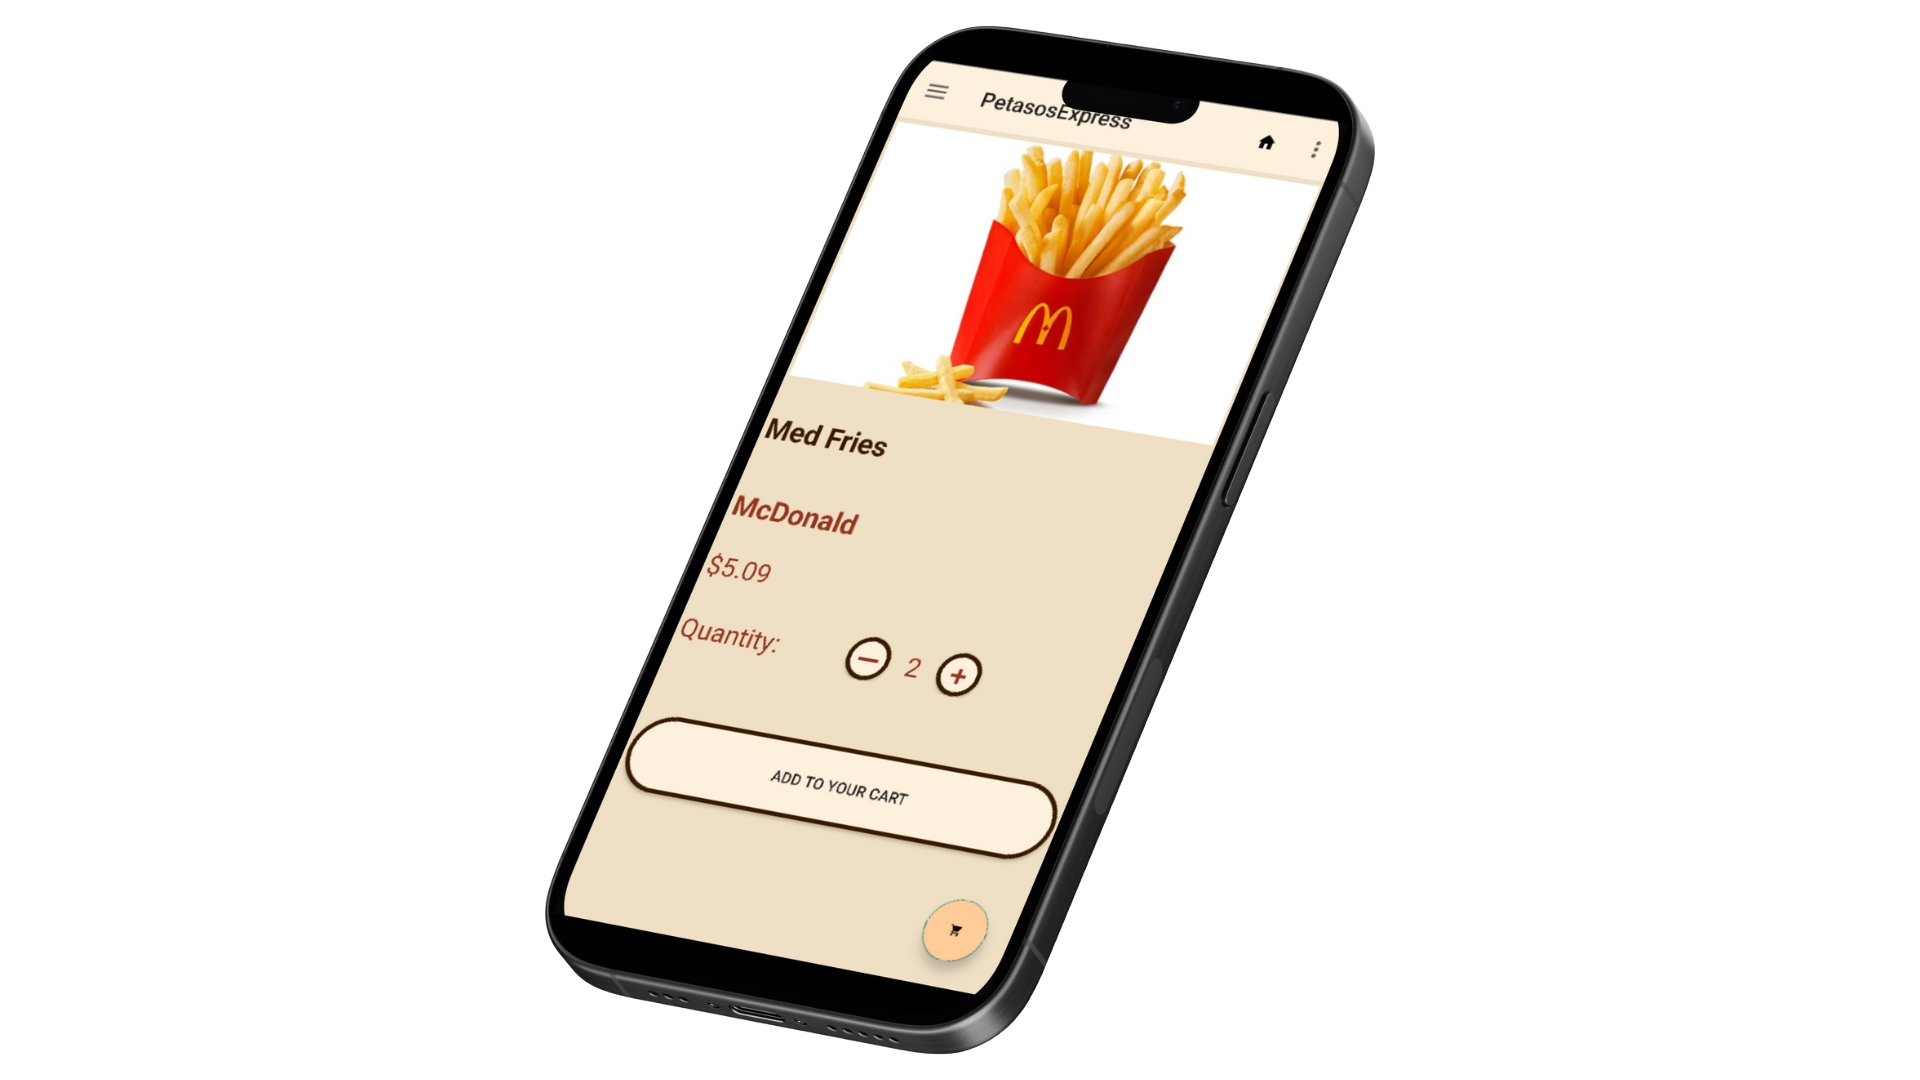 PetasosExpress
M
Med Fries
McDonald
$5.09
Quantity:
2
ADD TO YOUR CART